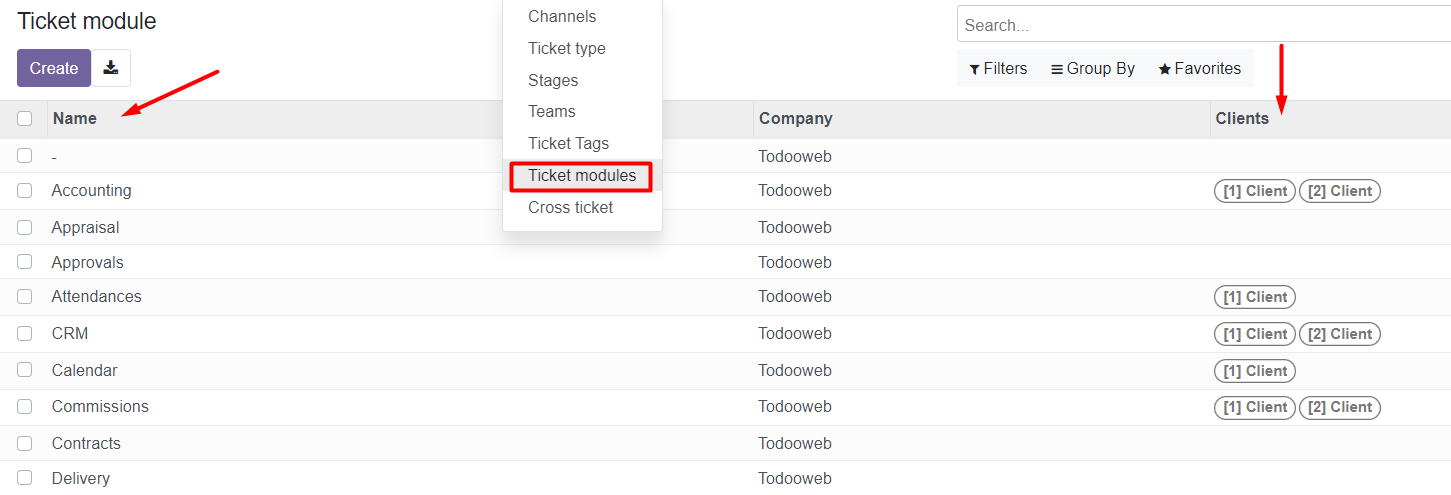 Ticket module
Create
Channels
Ticket type
Stages
Teams
Ticket Tags
Ticket modules
Cross ticket
Search...
Filters Group By Favorites
Name Company Clients
- Todooweb
Accounting Todooweb [1] Client [2] Client
Appraisal Todooweb
Approvals Todooweb
Attendances Todooweb [1] Client
CRM Todooweb [1] Client [2] Client
Calendar Todooweb [1] Client
Commissions Todooweb [1] Client [2] Client
Contracts Todooweb
Delivery Todooweb